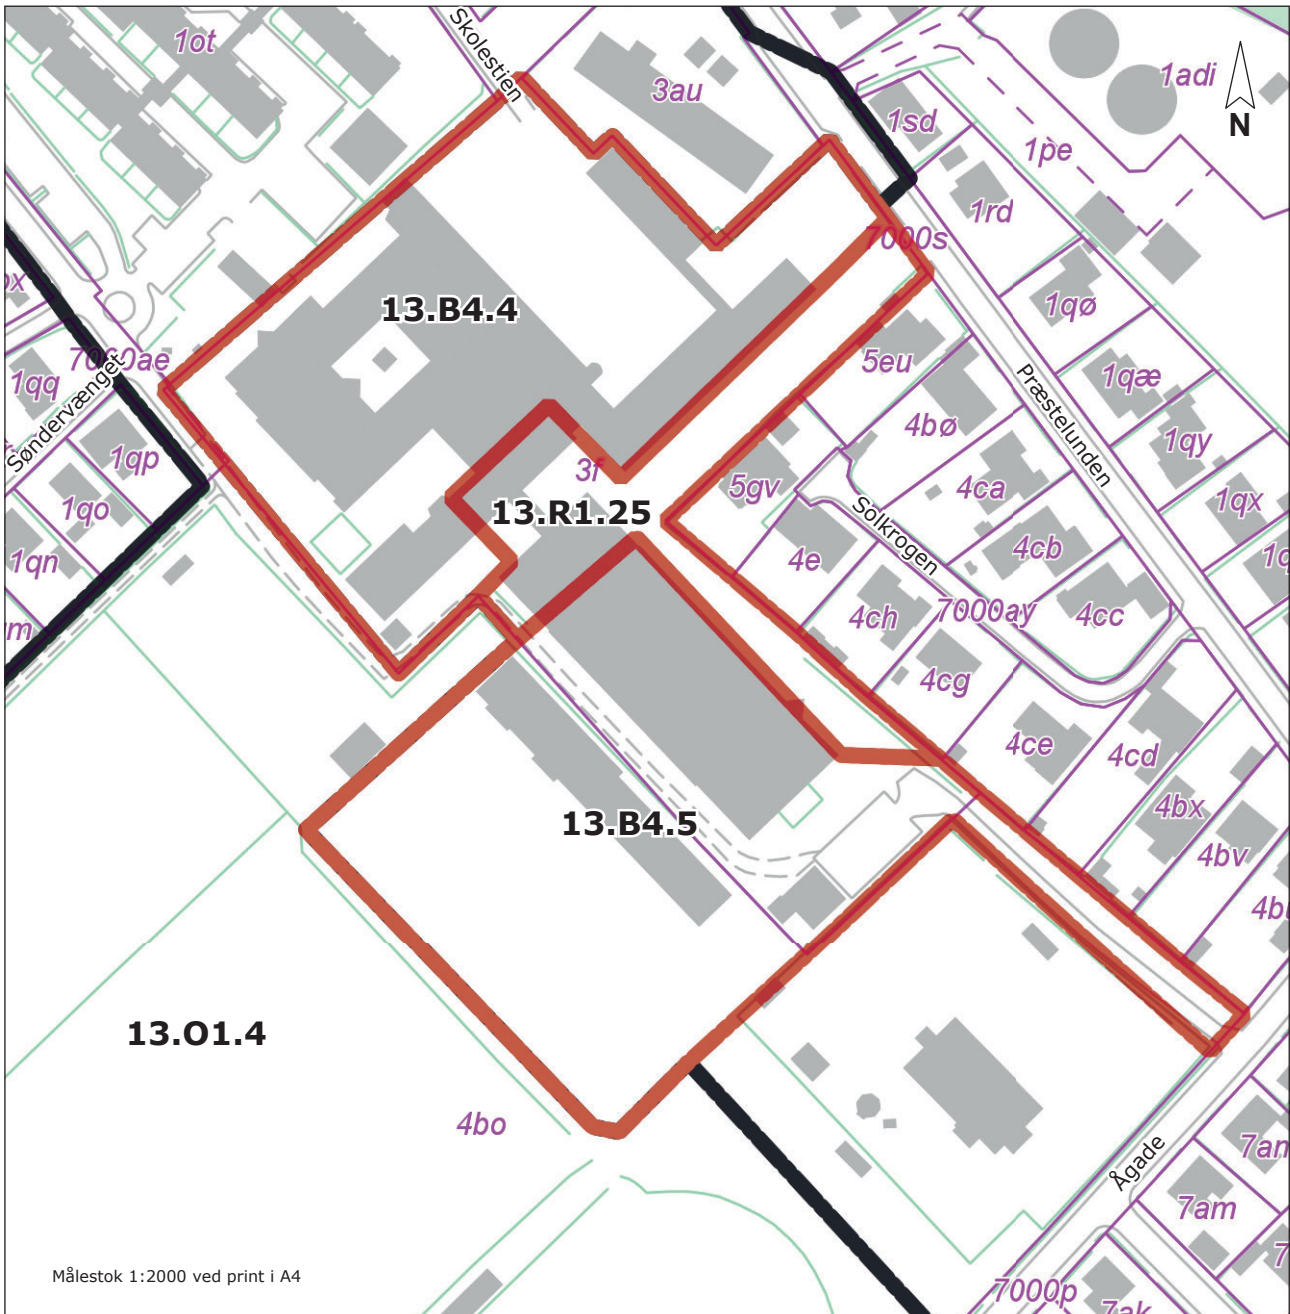 1ot
Skolestien
3au
1adi
N
1sd
1pe
1rd
7000s
1qø
13.B4.4
7000ae
1qq
Søndervænget
5eu
1qæ
Præstelunden
4bø
1qy
1qp
3f
4ca
5gv
1qo
13.R1.25
1qx
Solkrogen
4cb
1qn
4e
7000ay
4ch
4cc
4cg
4ce
4cd
4bx
13.B4.5
4bv
13.O1.4
4bo
Ågade
7am
Målestok 1:2000 ved print i A4
7000p